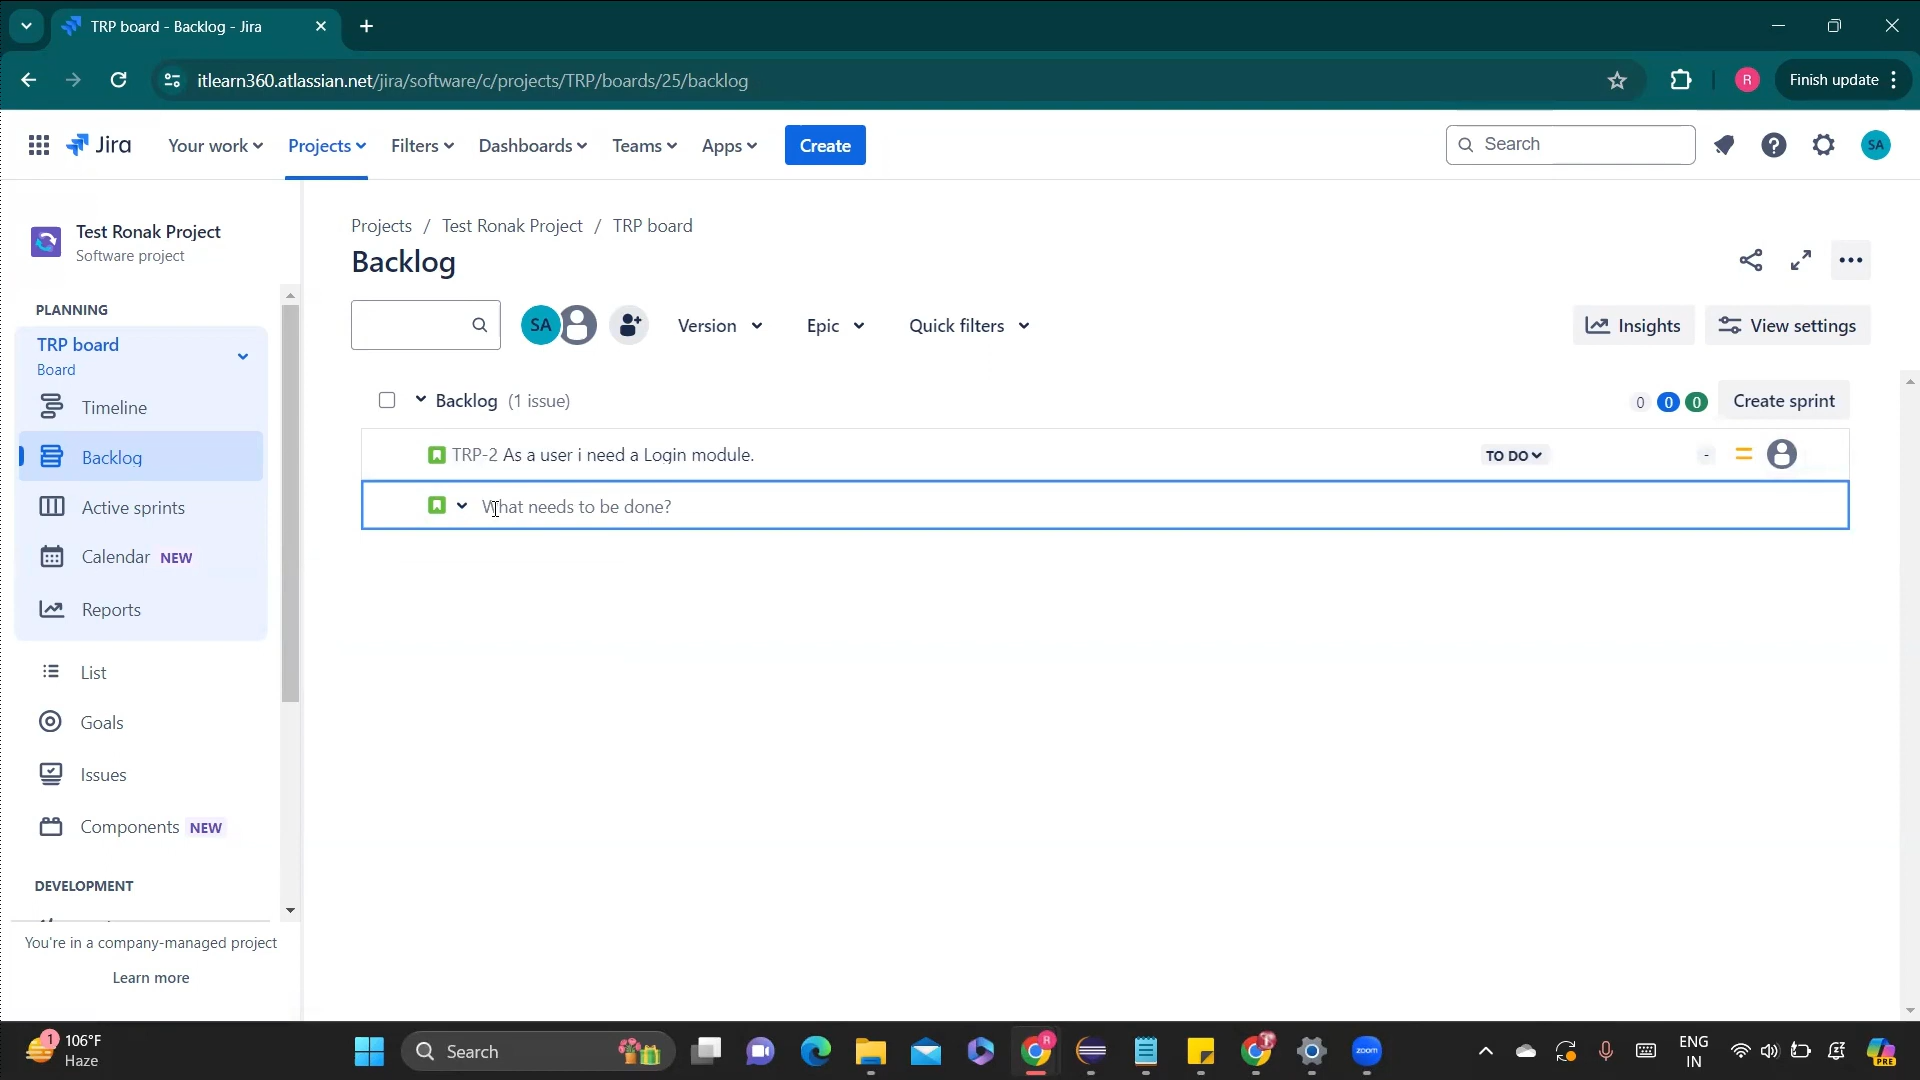 TRP board - Backlog - Jira
itlearn360.atlassian.net/jira/software/c/projects/TRP/boards/25/backlog
R
Finish update
Jira
Your work
Projects
Filters
Dashboards
Teams
Apps
Create
Search
SA
Test Ronak Project
Software project
PLANNING
TRP board
Board
Timeline
Backlog
Active sprints
Calendar NEW
Reports
List
Goals
Issues
Components NEW
DEVELOPMENT
You're in a company-managed project
Learn more
Projects / Test Ronak Project / TRP board
Backlog
SA
Version
Epic
Quick filters
Insights
View settings
Backlog (1 issue)
0 0 0
Create sprint
TRP-2 As a user i need a Login module.
TO DO
-
What needs to be done?
1
106°F
Haze
Search
R
zoom
ENG
IN
PRE